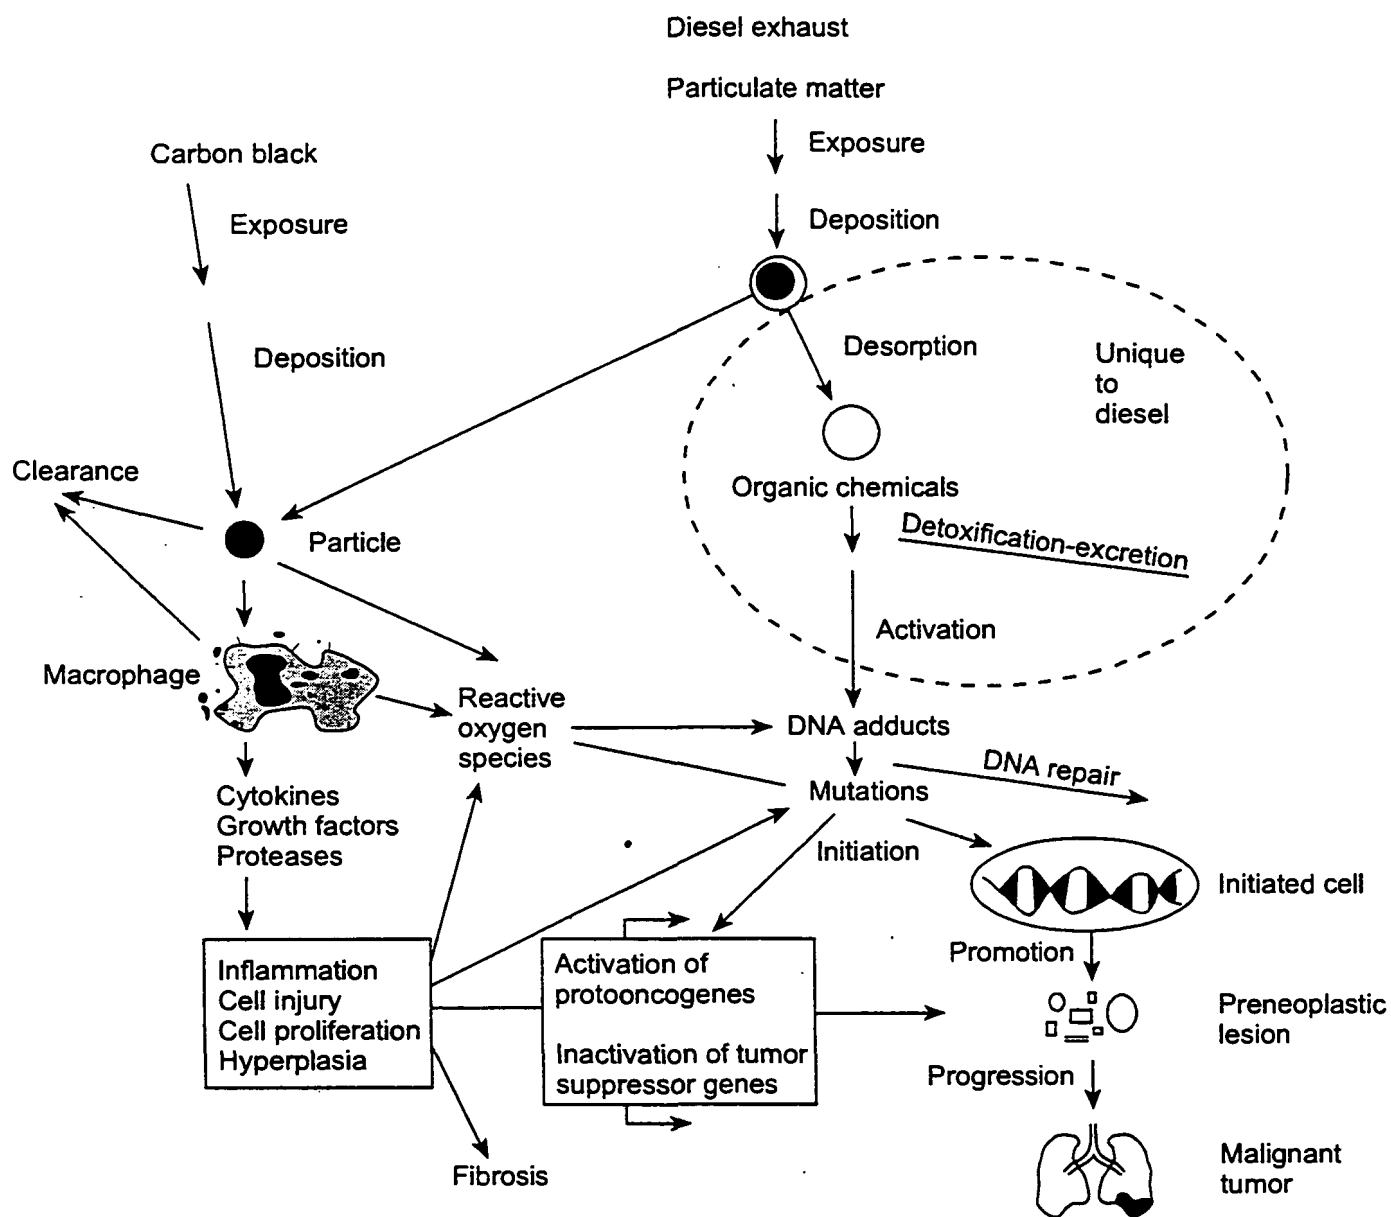 Diesel exhaust
Particulate matter
Exposure
Carbon black
Exposure
Deposition
Deposition
Desorption
Unique
to
diesel
Clearance
Organic chemicals
Detoxification-excretion
Particle
Activation
Macrophage
Reactive
oxygen
species
DNA adducts
DNA repair
Mutations
Cytokines
Growth factors
Proteases
Initiation
Initiated cell
Promotion
Inflammation
Cell injury
Cell proliferation
Hyperplasia
Activation of
protooncogenes
Inactivation of tumor
suppressor genes
Preneoplastic
lesion
Progression
Fibrosis
Malignant
tumor